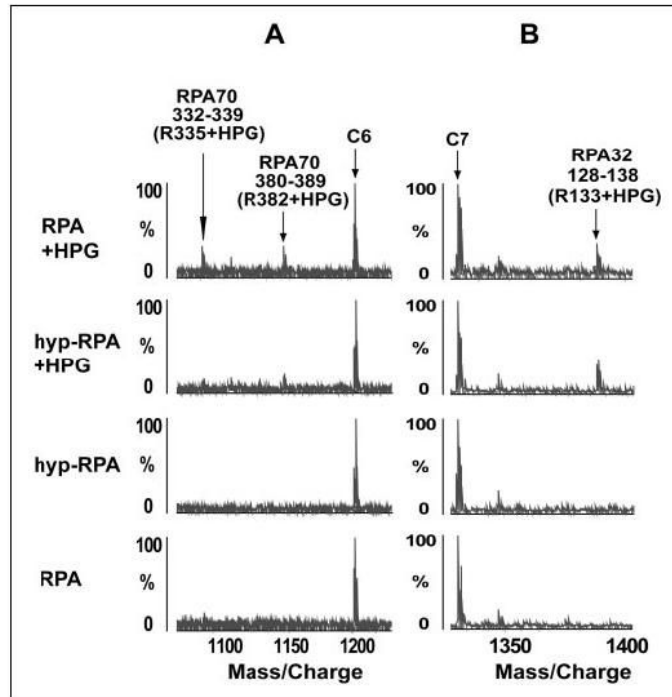 A
B
RPA70
332-339
(R335+HPG)
RPA70
380-389
(R382+HPG)
C6
C7
RPA32
128-138
(R133+HPG)
RPA
+HPG
100
%
0
100
%
0
hyp-RPA
+HPG
100
%
0
100
%
0
hyp-RPA
100
%
0
100
%
0
RPA
100
%
0
100
%
0
1100 1150 1200
1350 1400
Mass/Charge
Mass/Charge